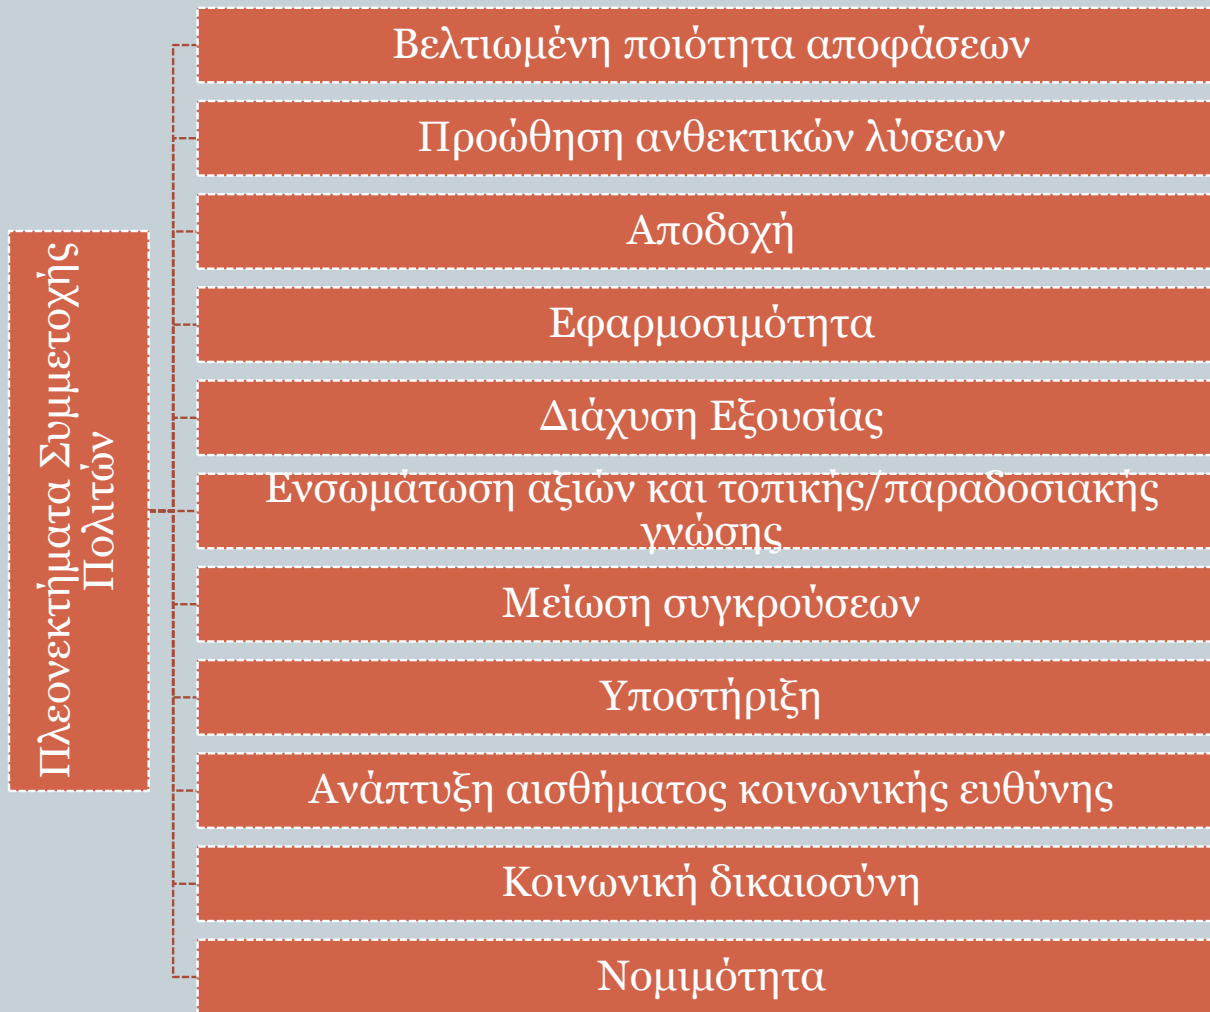 Πλεονεκτήματα Συμμετοχής
Πολιτών
Βελτιωμένη ποιότητα αποφάσεων
Προώθηση ανθεκτικών λύσεων
Αποδοχή
Εφαρμοσιμότητα
Διάχυση Εξουσίας
Ενσωμάτωση αξιών και τοπικής/παραδοσιακής
γνώσης
Μείωση συγκρούσεων
Υποστήριξη
Ανάπτυξη αισθήματος κοινωνικής ευθύνης
Κοινωνική δικαιοσύνη
Νομιμότητα